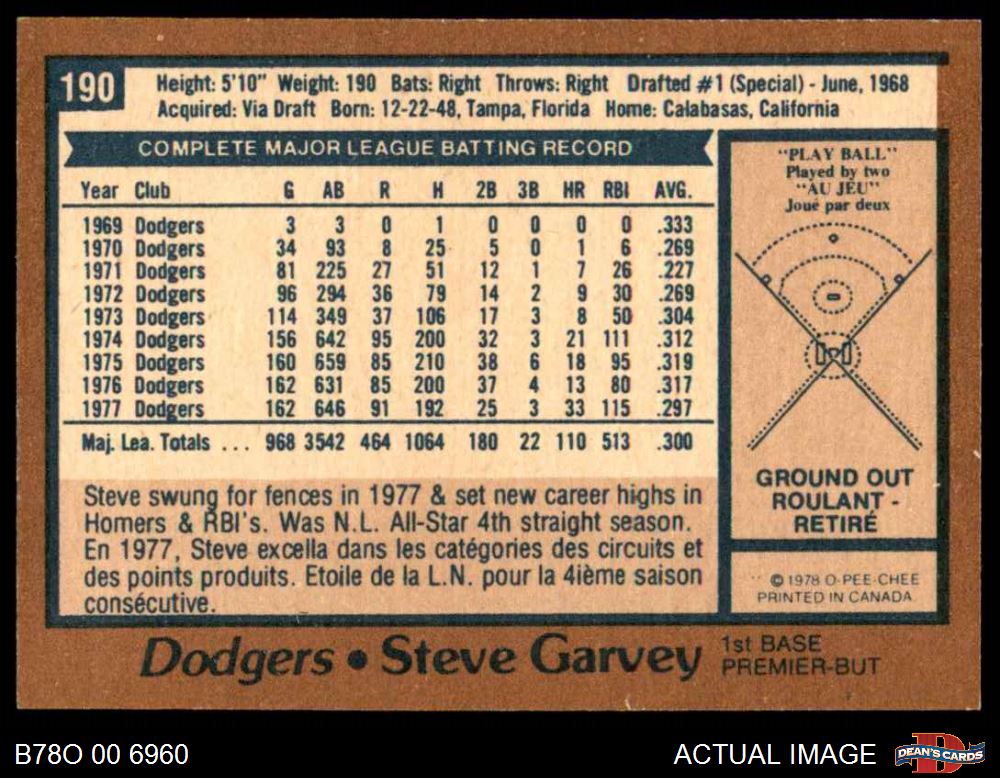 190
Height: 5'10" Weight: 190 Bats: Right Throws: Right Drafted #1 (Special) - June, 1968
Acquired: Via Draft Born: 12-22-48, Tampa, Florida Home: Calabasas, California
COMPLETE MAJOR LEAGUE BATTING RECORD
Year Club G AB R H 2B 3B HR RBI AVG.
1969 Dodgers 3 3 0 1 0 0 0 0 .333
1970 Dodgers 34 93 8 25 5 0 1 6 .269
1971 Dodgers 81 225 27 51 12 1 7 26 .227
1972 Dodgers 96 294 36 79 14 2 9 30 .269
1973 Dodgers 114 349 37 106 17 3 8 50 .304
1974 Dodgers 156 642 95 200 32 3 21 111 .312
1975 Dodgers 160 659 85 210 38 6 18 95 .319
1976 Dodgers 162 631 85 200 37 4 13 80 .317
1977 Dodgers 162 646 91 192 25 3 33 115 .297
Maj. Lea. Totals ... 968 3542 464 1064 180 22 110 513 .300
Steve swung for fences in 1977 & set new career highs in
Homers & RBI's. Was N.L. All-Star 4th straight season.
En 1977, Steve excella dans les catégories des circuits et
des points produits. Etoile de la L.N. pour la 4ième saison
consécutive.
"PLAY BALL"
Played by two
"AU JEU"
Joué par deux
GROUND OUT
ROULANT -
RETIRÉ
© 1978 O-PEE-CHEE
PRINTED IN CANADA
Dodgers • Steve Garvey
1st BASE
PREMIER-BUT
B78O 00 6960
ACTUAL IMAGE
DEAN'S CARDS